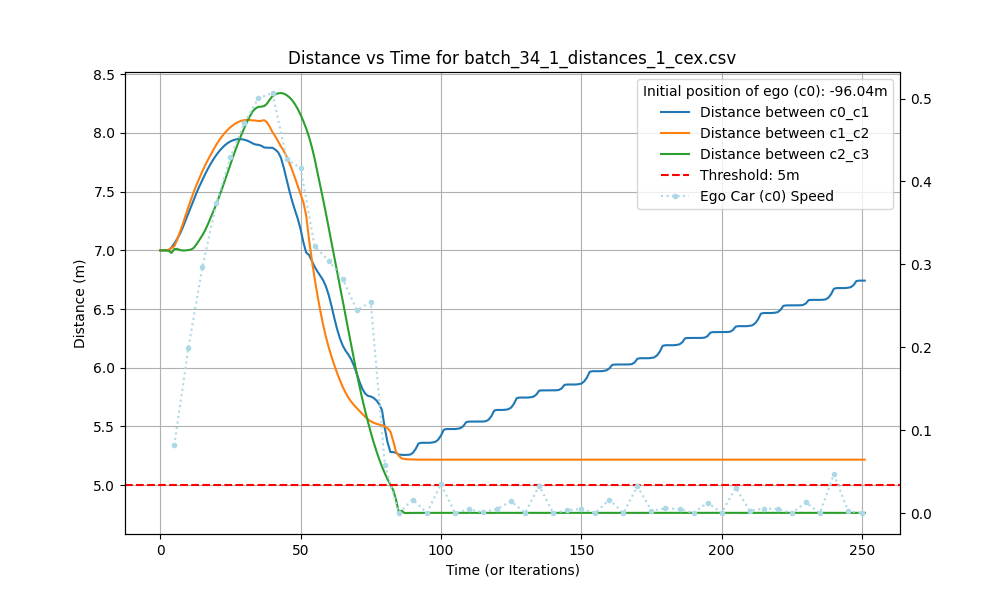 Distance vs Time for batch_34_1_distances_1_cex.csv
Initial position of ego (c0): -96.04m
Distance between c0_c1
Distance between c1_c2
Distance between c2_c3
Threshold: 5m
Ego Car (c0) Speed
Distance (m)
8.5
8.0
7.5
7.0
6.5
6.0
5.5
5.0
0.5
0.4
0.3
0.2
0.1
0.0
0 50 100 150 200 250
Time (or Iterations)